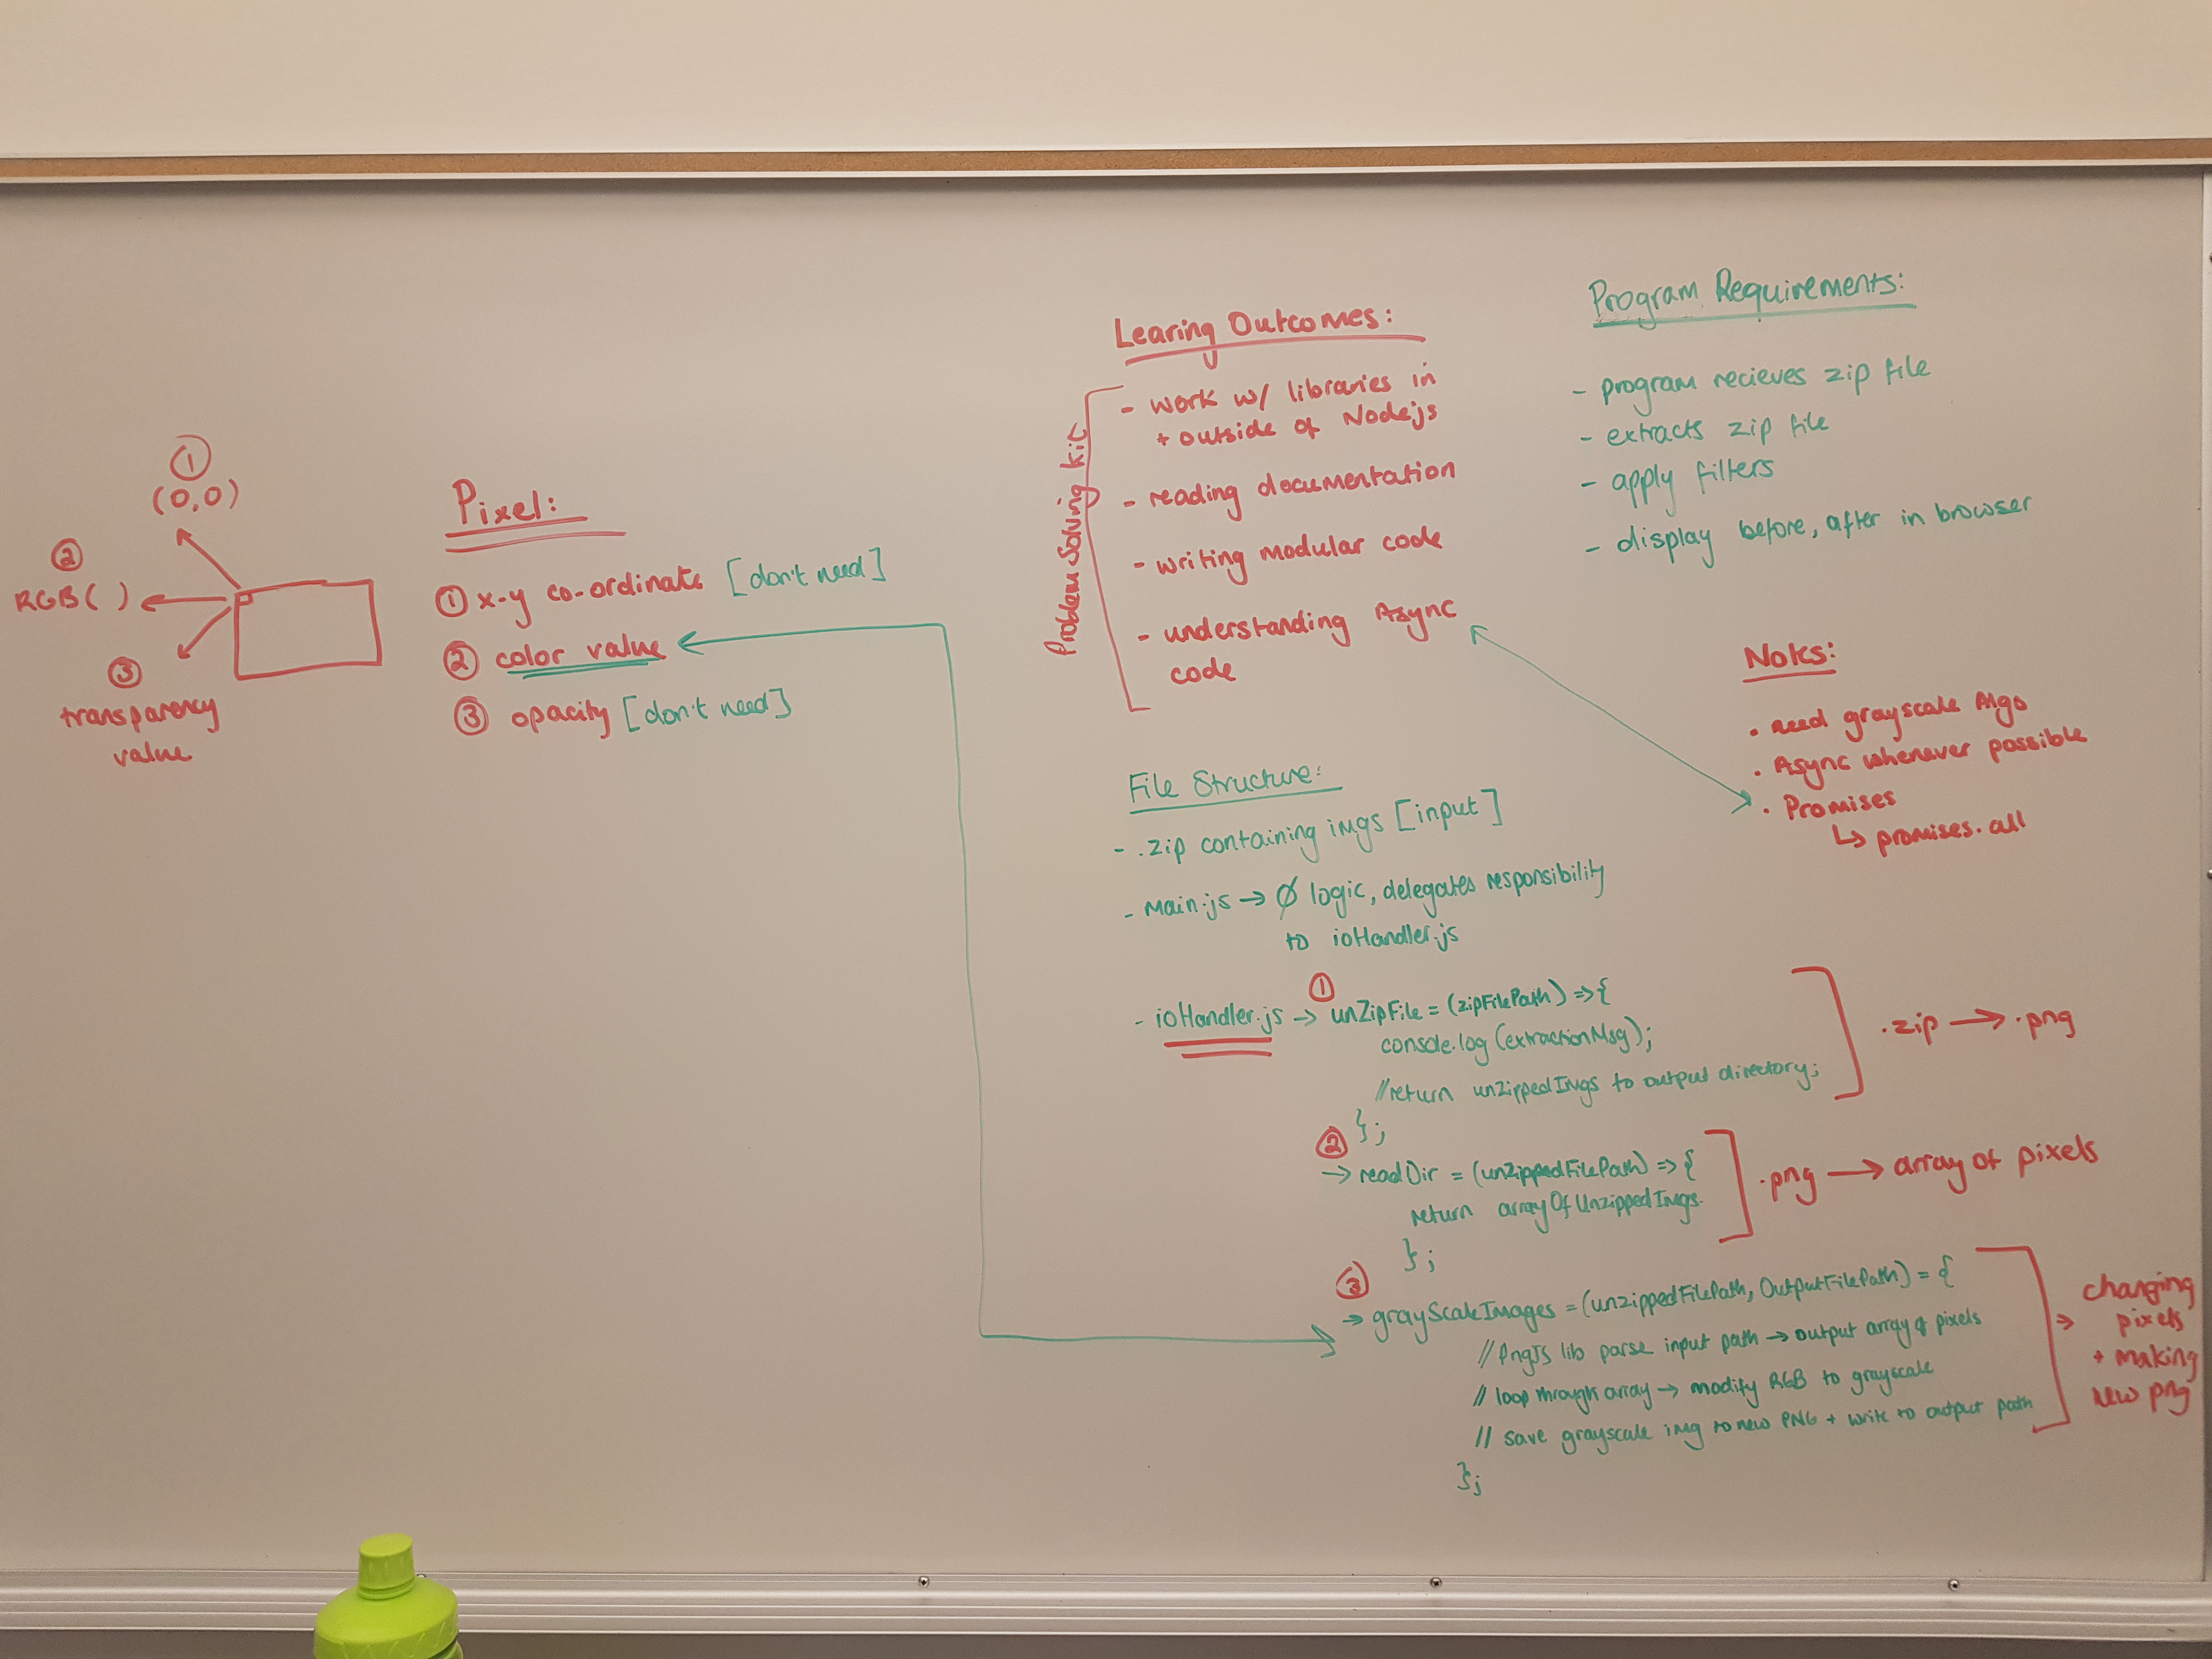 ①
(0,0)
②
RGB( )
③
transparency
value
Pixel:
① x-y co-ordinate [don't need]
② color value
③ opacity [don't need]
Problem Solving Kit
Learing Outcomes:
- work w/ libraries in
+ outside of Nodejs
- reading documentation
- writing modular code
- understanding Async
code
Program Requirements:
- program recieves zip file
- extracts zip file
- apply filters
- display before, after in browser
Notes:
• need grayscale Algo
• Async whenever possible
• Promises
↳ promises.all
File Structure:
- .zip containing imgs [input]
- Main.js → Ø logic, delegates responsibility
to ioHandler.js
①
- ioHandler.js → unZipFile = (zipFilePath) => {
console.log(extractionMsg);
//return unZippedImgs to output directory;
};
.zip → .png
②
→ readDir = (unZippedFilePath) => {
return arrayOfUnzippedImgs.
};
.png → array of pixels
③
→ grayScaleImages = (unzippedFilePath, OutputFilePath) = {
// PngJS lib parse input path → output array of pixels
// loop through array → modify RGB to grayscale
// save grayscale img to new PNG + write to output path
};
→ changing
pixels
+ making
new png